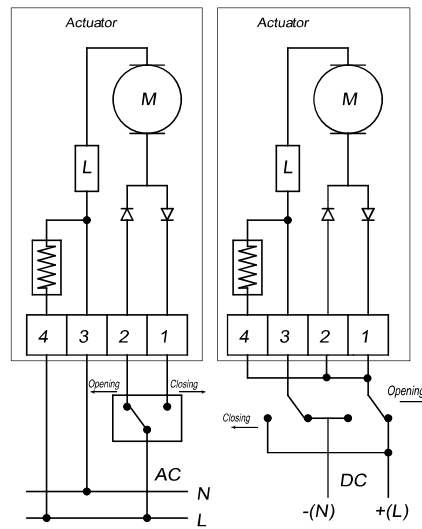 Actuator
Actuator
M
M
L
L
4 3 2 1
4 3 2 1
Opening
Closing
Opening
Closing
AC
DC
N
L
-(N)
+(L)